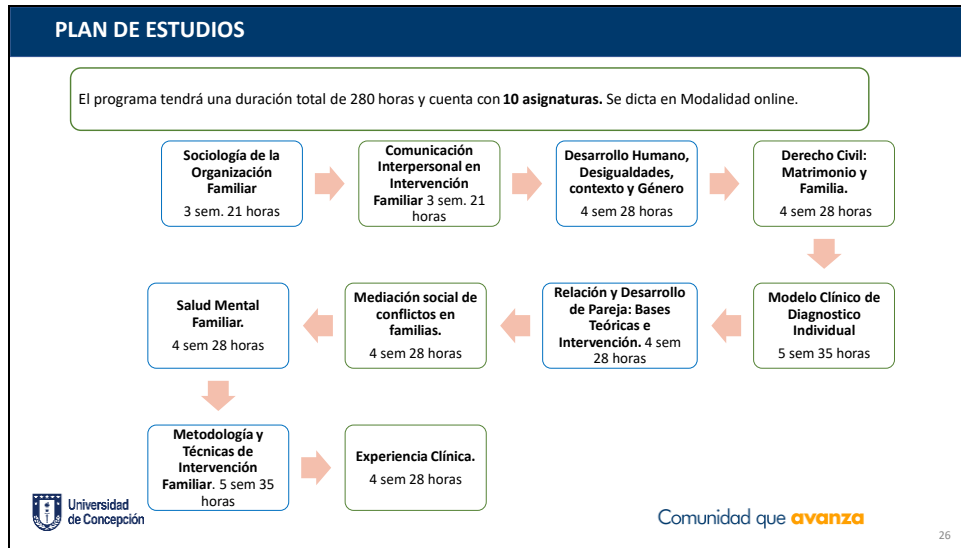 PLAN DE ESTUDIOS
El programa tendrá una duración total de 280 horas y cuenta con 10 asignaturas. Se dicta en Modalidad online.
Sociología de la
Organización
Familiar
3 sem. 21 horas
Comunicación
Interpersonal en
Intervención
Familiar 3 sem. 21
horas
Desarrollo Humano,
Desigualdades,
contexto y Género
4 sem 28 horas
Derecho Civil:
Matrimonio y
Familia.
4 sem 28 horas
Modelo Clínico de
Diagnostico
Individual
5 sem 35 horas
Relación y Desarrollo
de Pareja: Bases
Teóricas e
Intervención. 4 sem
28 horas
Mediación social de
conflictos en
familias.
4 sem 28 horas
Salud Mental
Familiar.
4 sem 28 horas
Metodología y
Técnicas de
Intervención
Familiar. 5 sem 35
horas
Experiencia Clínica.
4 sem 28 horas
Universidad
de Concepción
Comunidad que avanza
26